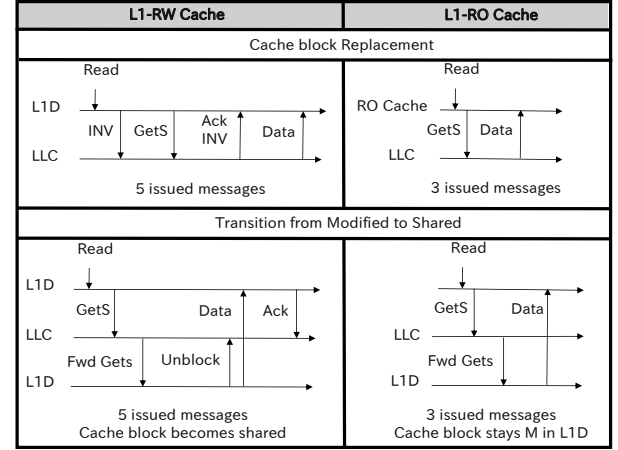 L1-RW Cache
L1-RO Cache
Cache block Replacement
Read
L1D
INV
GetS
Ack
INV
Data
LLC
5 issued messages
Read
RO Cache
GetS
Data
LLC
3 issued messages
Transition from Modified to Shared
Read
L1D
GetS
Data
Ack
LLC
Fwd Gets
Unblock
L1D
5 issued messages
Cache block becomes shared
Read
GetS
Data
LLC
Fwd Gets
L1D
3 issued messages
Cache block stays M in L1D